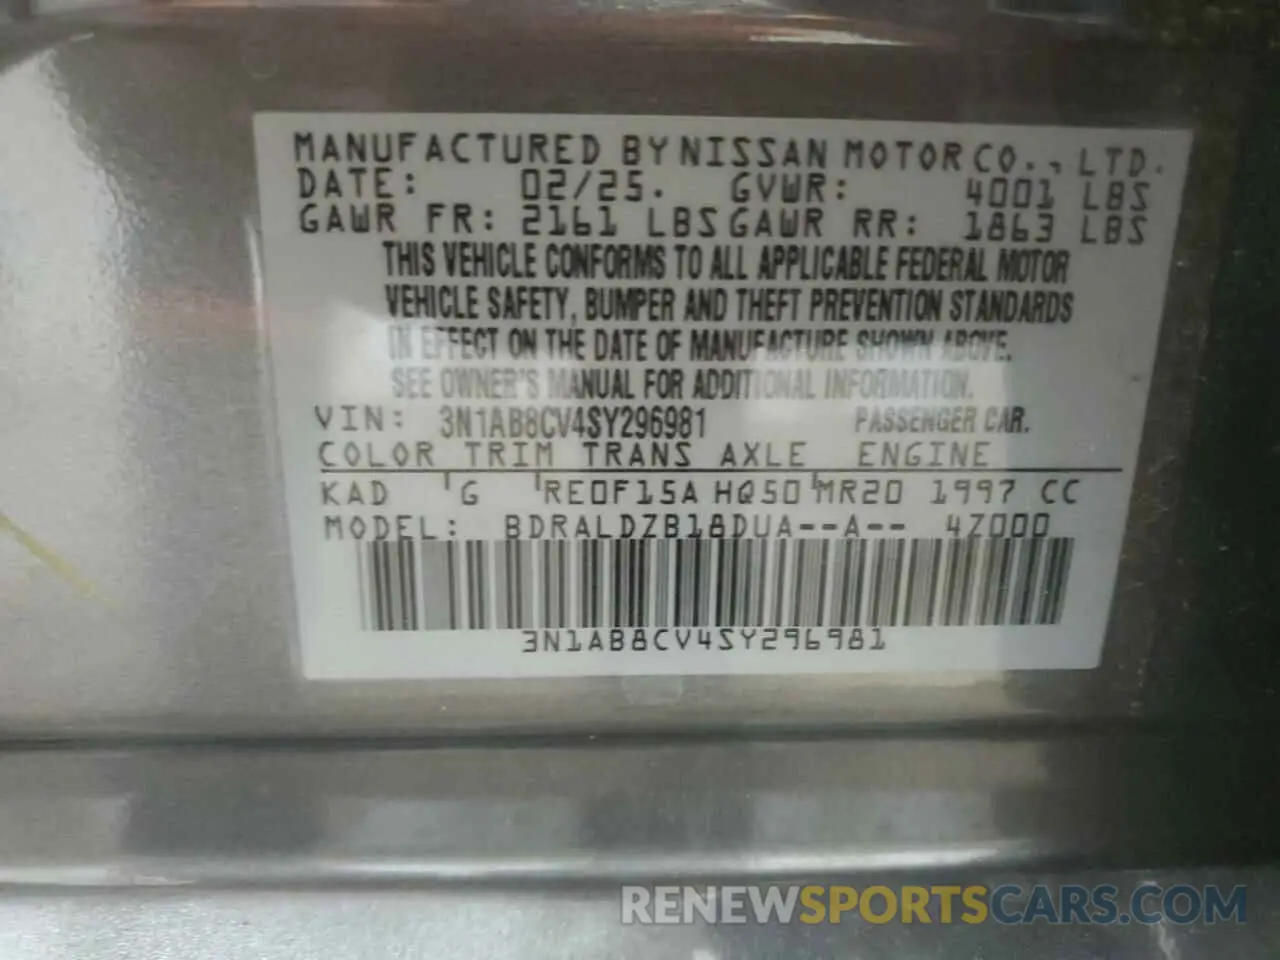 MANUFACTURED BY NISSAN MOTOR CO., LTD.
DATE: 02/25. GVWR: 4001 LBS
GAWR FR: 2161 LBS GAWR RR: 1863 LBS
THIS VEHICLE CONFORMS TO ALL APPLICABLE FEDERAL MOTOR
VEHICLE SAFETY, BUMPER AND THEFT PREVENTION STANDARDS
IN EFFECT ON THE DATE OF MANUFACTURE SHOWN ABOVE.
SEE OWNER'S MANUAL FOR ADDITIONAL INFORMATION.
VIN: 3N1AB8CV4SY296981 PASSENGER CAR.
COLOR TRIM TRANS AXLE ENGINE
KAD G RE0F15A HQ50 MR20 1997 CC
MODEL: BDRALDZB18DUA--A-- 4Z000
3N1AB8CV4SY296981
RENEWSPORTSCARS.COM